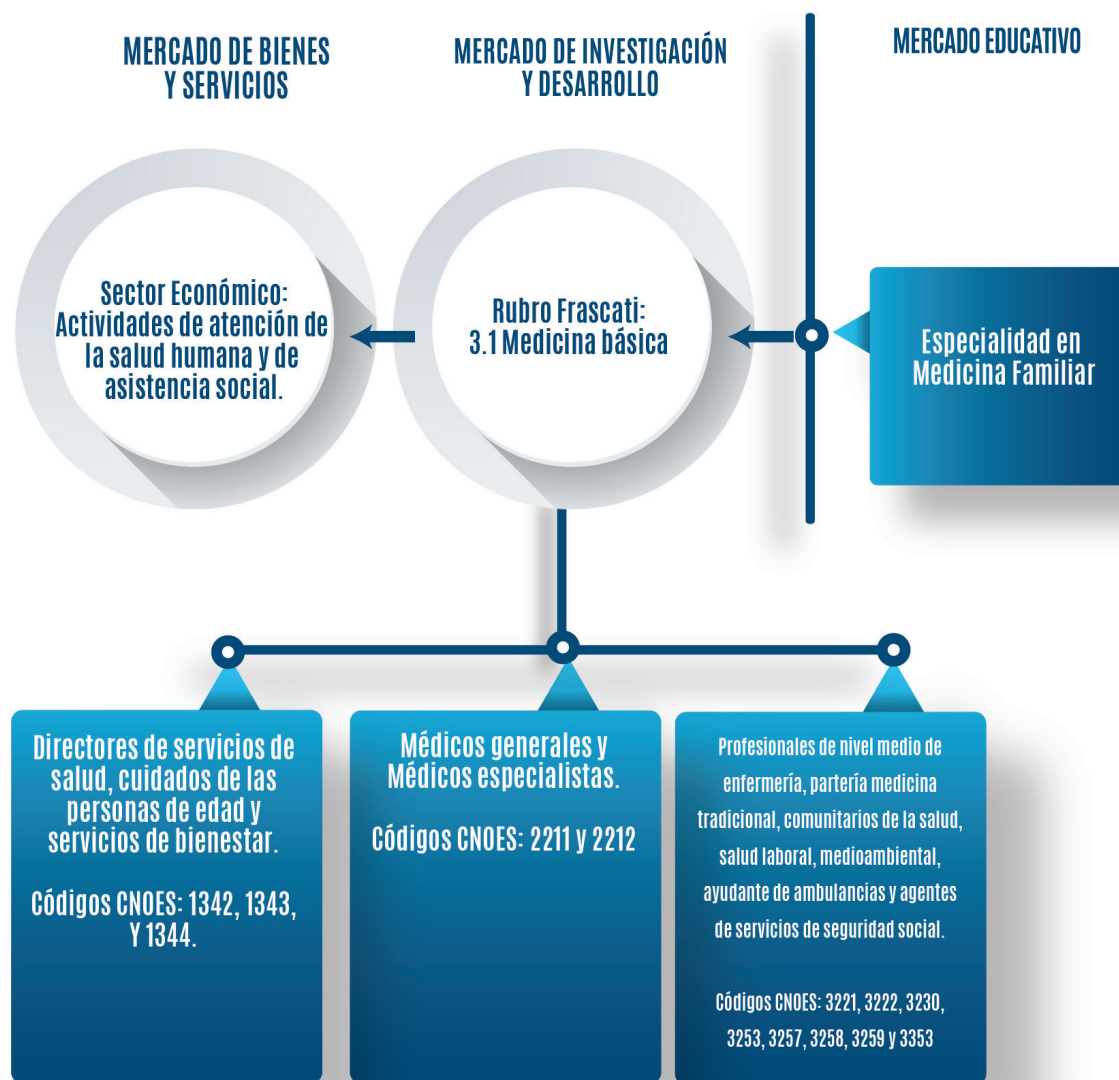 MERCADO DE BIENES
Y SERVICIOS
MERCADO DE INVESTIGACIÓN
Y DESARROLLO
MERCADO EDUCATIVO
Sector Económico:
Actividades de atención de
la salud humana y de
asistencia social.
Rubro Frascati:
3.1 Medicina básica
Especialidad en
Medicina Familiar
Directores de servicios de
salud, cuidados de las
personas de edad y
servicios de bienestar.
Códigos CNOES: 1342, 1343,
Y 1344.
Médicos generales y
Médicos especialistas.
Códigos CNOES: 2211 y 2212
Profesionales de nivel medio de
enfermería, partería medicina
tradicional, comunitarios de la salud,
salud laboral, medioambiental,
ayudante de ambulancias y agentes
de servicios de seguridad social.
Códigos CNOES: 3221, 3222, 3230,
3253, 3257, 3258, 3259 y 3353